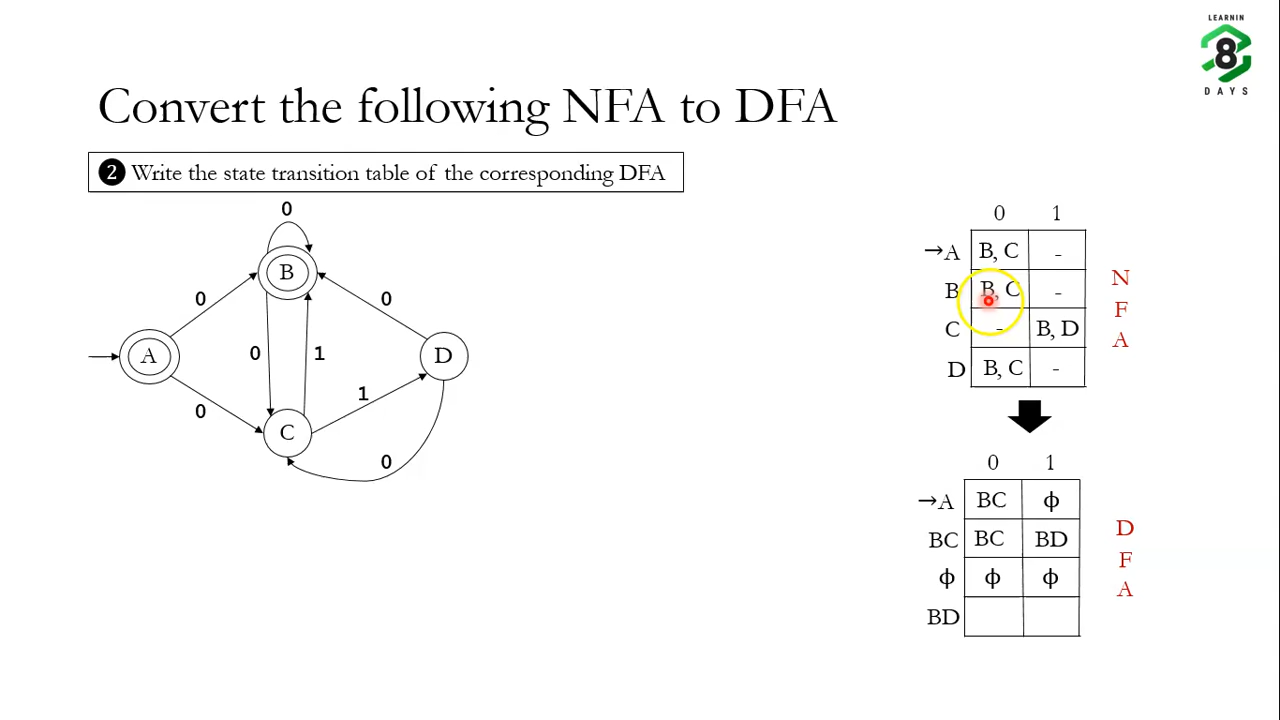 LEARNIN
8
DAYS
Convert the following NFA to DFA
2 Write the state transition table of the corresponding DFA
0
B
0
0
A
0
1
D
1
0
C
0
0 1
→A B, C -
B B, C -
C - B, D
D B, C -
N
F
A
0 1
→A BC ϕ
BC BC BD
ϕ ϕ ϕ
BD
D
F
A